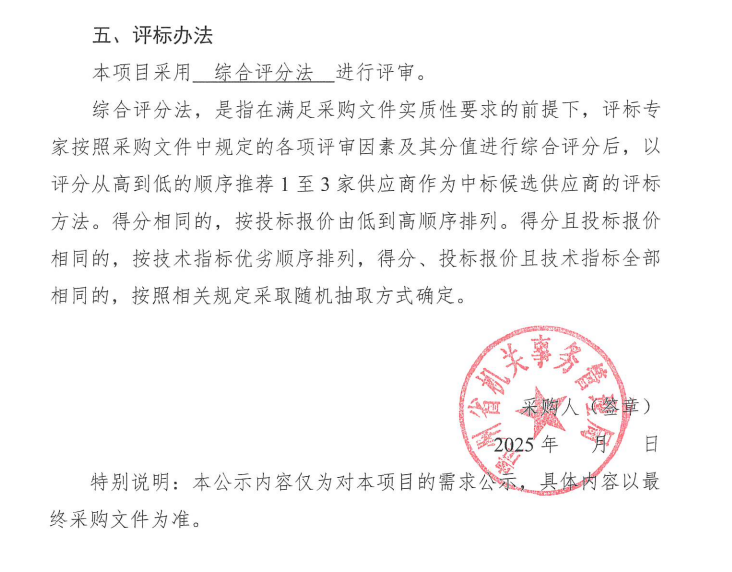 五、评标办法
本项目采用 综合评分法 进行评审。
综合评分法，是指在满足采购文件实质性要求的前提下，评标专
家按照采购文件中规定的各项评审因素及其分值进行综合评分后，以
评分从高到低的顺序推荐 1 至 3 家供应商作为中标候选供应商的评标
方法。得分相同的，按投标报价由低到高顺序排列。得分且投标报价
相同的，按技术指标优劣顺序排列，得分、投标报价且技术指标全部
相同的，按照相关规定采取随机抽取方式确定。
贵州省机关事务管理局
采购人（签章）
2025 年 月 日
特别说明：本公示内容仅为对本项目的需求公示，具体内容以最
终采购文件为准。